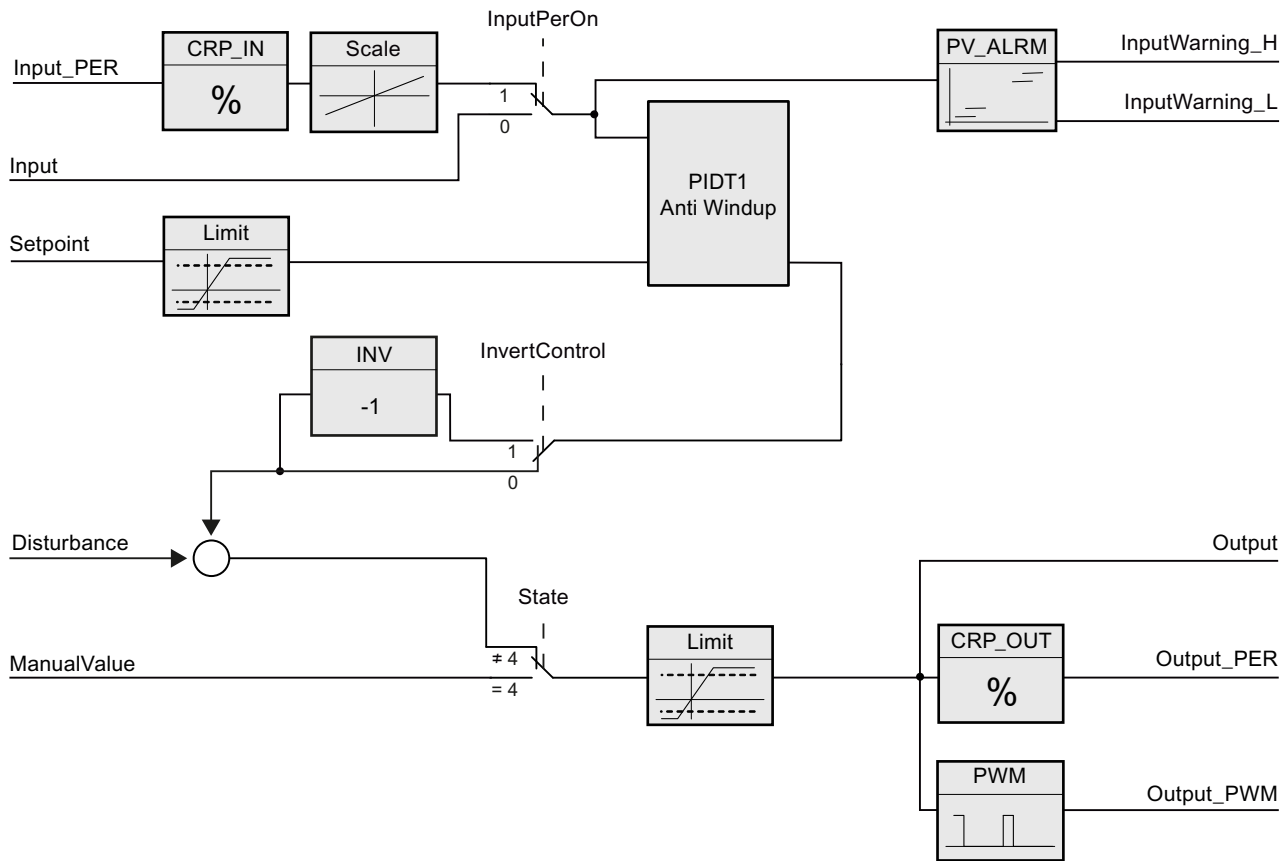 InputPerOn
CRP_IN
Scale
PV_ALRM
InputWarning_H
Input_PER
%
1
0
InputWarning_L
Input
PIDT1
Anti Windup
Setpoint
Limit
INV
-1
InvertControl
1
0
Disturbance
Output
State
ManualValue
≠ 4
= 4
Limit
CRP_OUT
%
Output_PER
PWM
Output_PWM